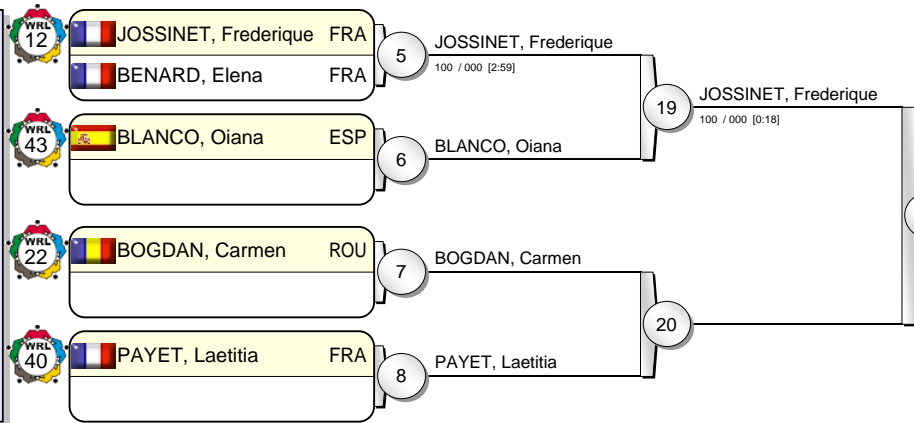 WRL
12
JOSSINET, Frederique FRA
BENARD, Elena FRA
5
JOSSINET, Frederique
100 / 000 [2:59]
19
JOSSINET, Frederique
100 / 000 [0:18]
WRL
43
BLANCO, Oiana ESP
6
BLANCO, Oiana
WRL
22
BOGDAN, Carmen ROU
7
BOGDAN, Carmen
20
WRL
40
PAYET, Laetitia FRA
8
PAYET, Laetitia